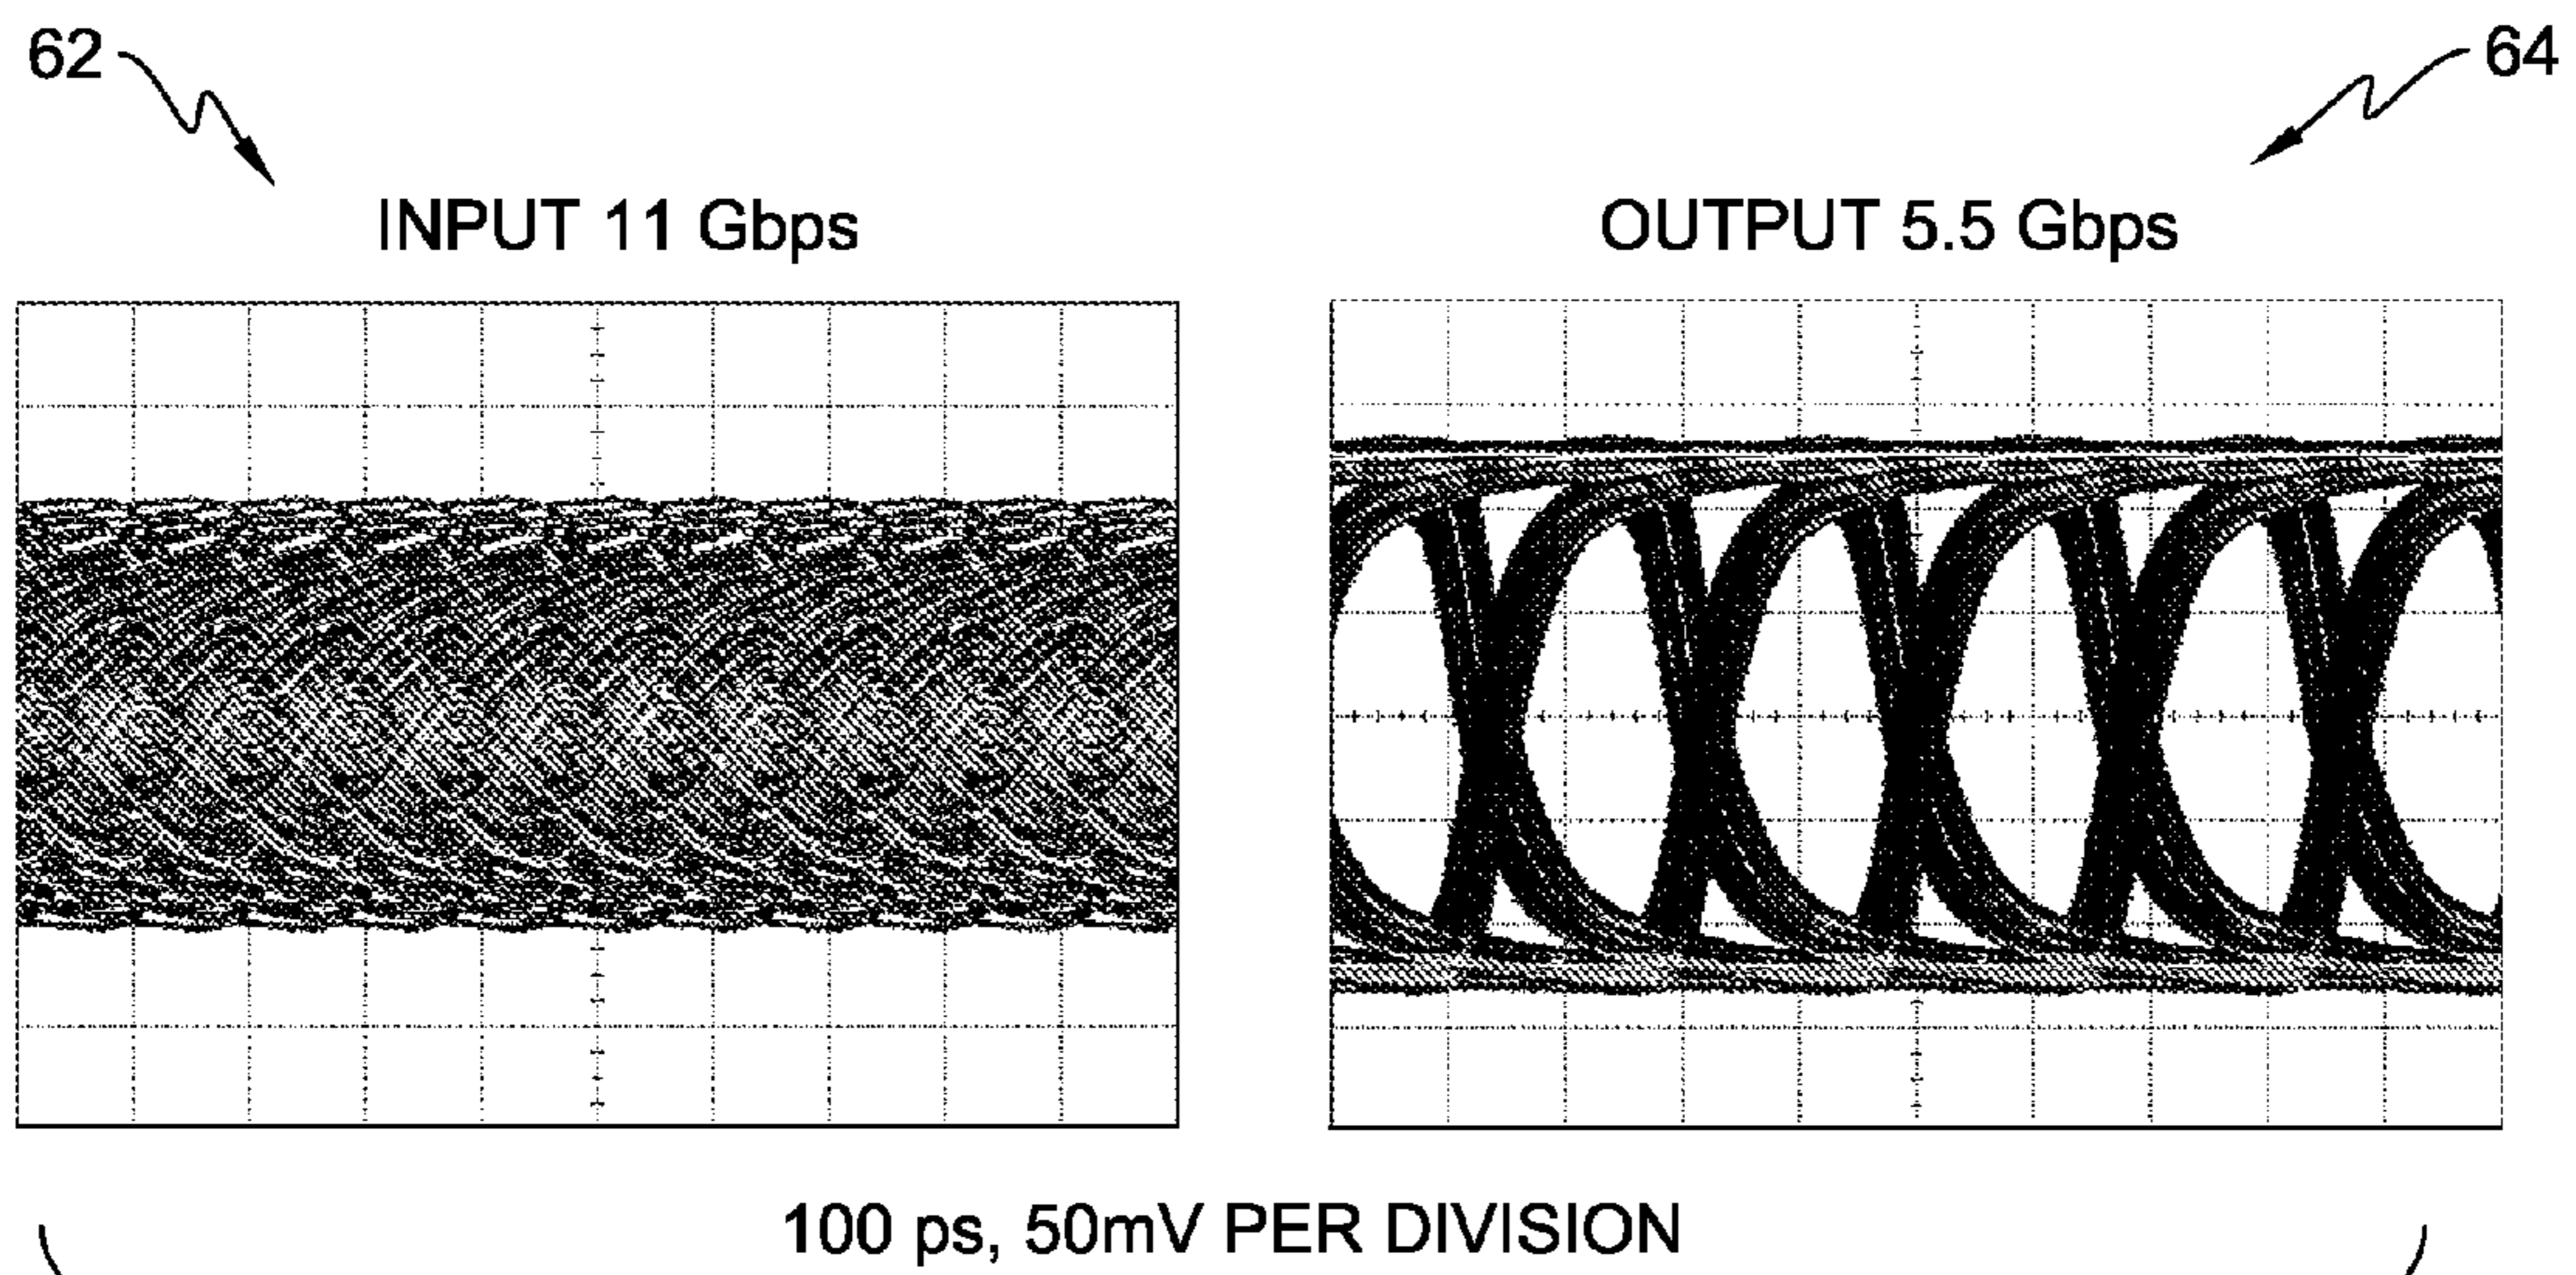 62
64
INPUT 11 Gbps
OUTPUT 5.5 Gbps
100 ps, 50mV PER DIVISION